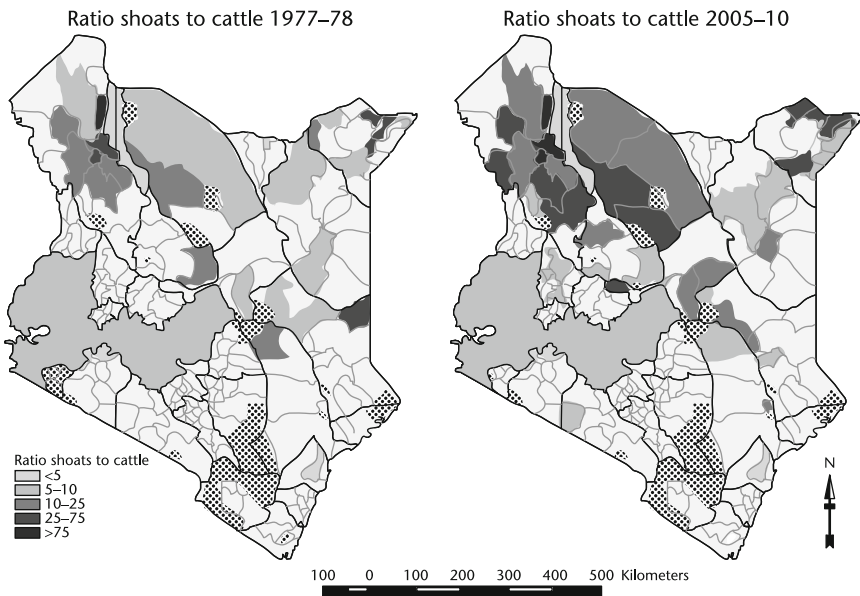 Ratio shoats to cattle 1977–78
Ratio shoats to cattle 2005–10
Ratio shoats to cattle
<5
5–10
10–25
25–75
>75
N
100 0 100 200 300 400 500 Kilometers